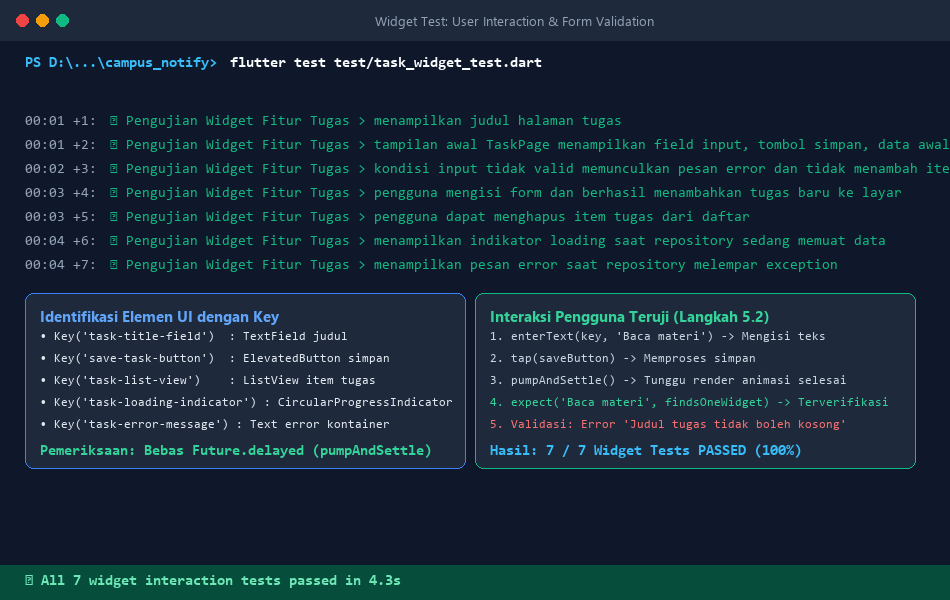 Widget Test: User Interaction & Form Validation
PS D:\...\campus_notify> flutter test test/task_widget_test.dart
00:01 +1: Pengujian Widget Fitur Tugas > menampilkan judul halaman tugas
00:01 +2: Pengujian Widget Fitur Tugas > tampilan awal TaskPage menampilkan field input, tombol simpan, data awal
00:02 +3: Pengujian Widget Fitur Tugas > kondisi input tidak valid memunculkan pesan error dan tidak menambah ite
00:03 +4: Pengujian Widget Fitur Tugas > pengguna mengisi form dan berhasil menambahkan tugas baru ke layar
00:03 +5: Pengujian Widget Fitur Tugas > pengguna dapat menghapus item tugas dari daftar
00:04 +6: Pengujian Widget Fitur Tugas > menampilkan indikator loading saat repository sedang memuat data
00:04 +7: Pengujian Widget Fitur Tugas > menampilkan pesan error saat repository melempar exception
Identifikasi Elemen UI dengan Key
• Key('task-title-field') : TextField judul
• Key('save-task-button') : ElevatedButton simpan
• Key('task-list-view') : ListView item tugas
• Key('task-loading-indicator') : CircularProgressIndicator
• Key('task-error-message') : Text error kontainer
Pemeriksaan: Bebas Future.delayed (pumpAndSettle)
Interaksi Pengguna Teruji (Langkah 5.2)
1. enterText(key, 'Baca materi') -> Mengisi teks
2. tap(saveButton) -> Memproses simpan
3. pumpAndSettle() -> Tunggu render animasi selesai
4. expect('Baca materi', findsOneWidget) -> Terverifikasi
5. Validasi: Error 'Judul tugas tidak boleh kosong'
Hasil: 7 / 7 Widget Tests PASSED (100%)
All 7 widget interaction tests passed in 4.3s